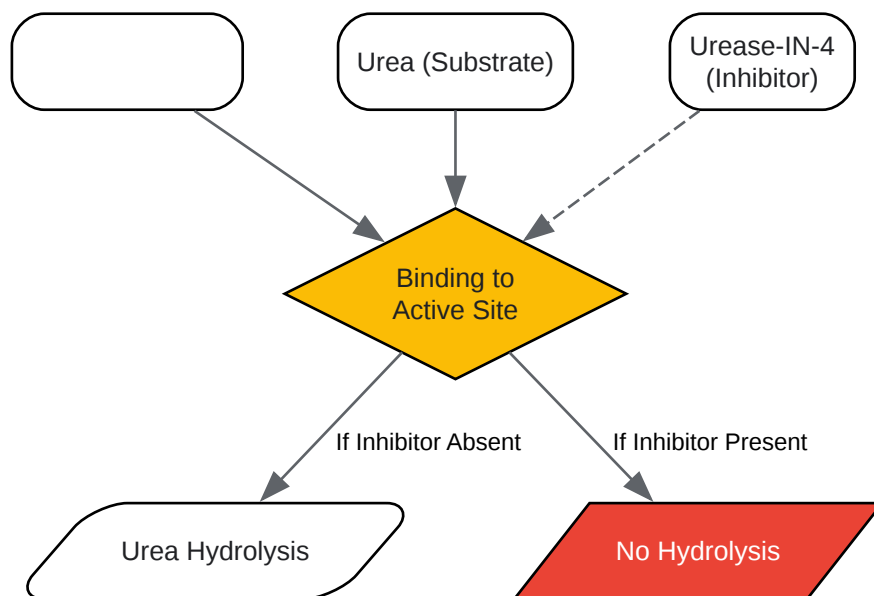 Urea (Substrate)
Urease-IN-4
(Inhibitor)
Binding to
Active Site
If Inhibitor Absent
If Inhibitor Present
Urea Hydrolysis
No Hydrolysis